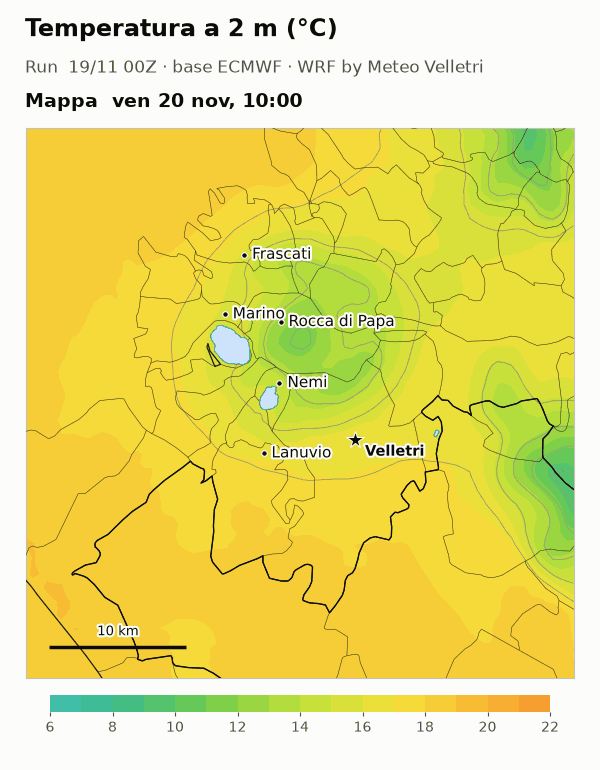 Temperatura a 2 m (°C)
Run  19/11 00Z · base ECMWF · WRF by Meteo Velletri
Mappa  ven 20 nov, 10:00
Frascati
Marino
Rocca di Papa
Nemi
Velletri
Lanuvio
10 km
6 8 10 12 14 16 18 20 22